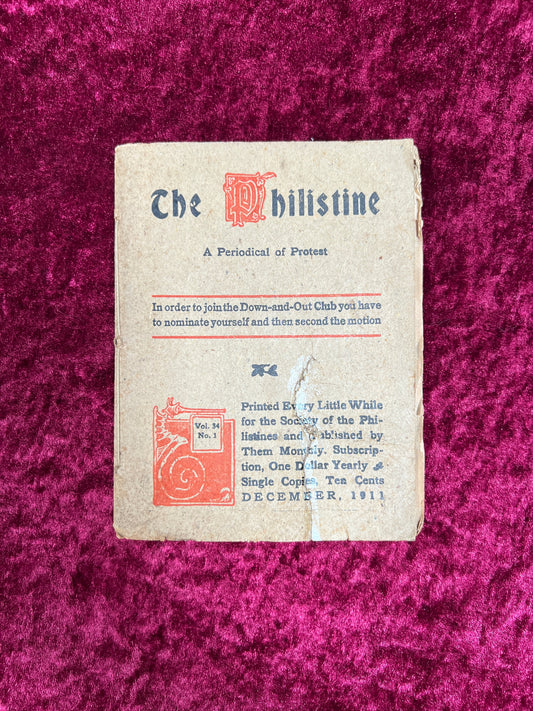 The Philistine
A Periodical of Protest
In order to join the Down-and-Out Club you have
to nominate yourself and then second the motion
Vol. 34
No. 1
Printed Every Little While
for the Society of the Phi-
listines and Published by
Them Monthly. Subscrip-
tion, One Dollar Yearly
Single Copies, Ten Cents
DECEMBER, 1911